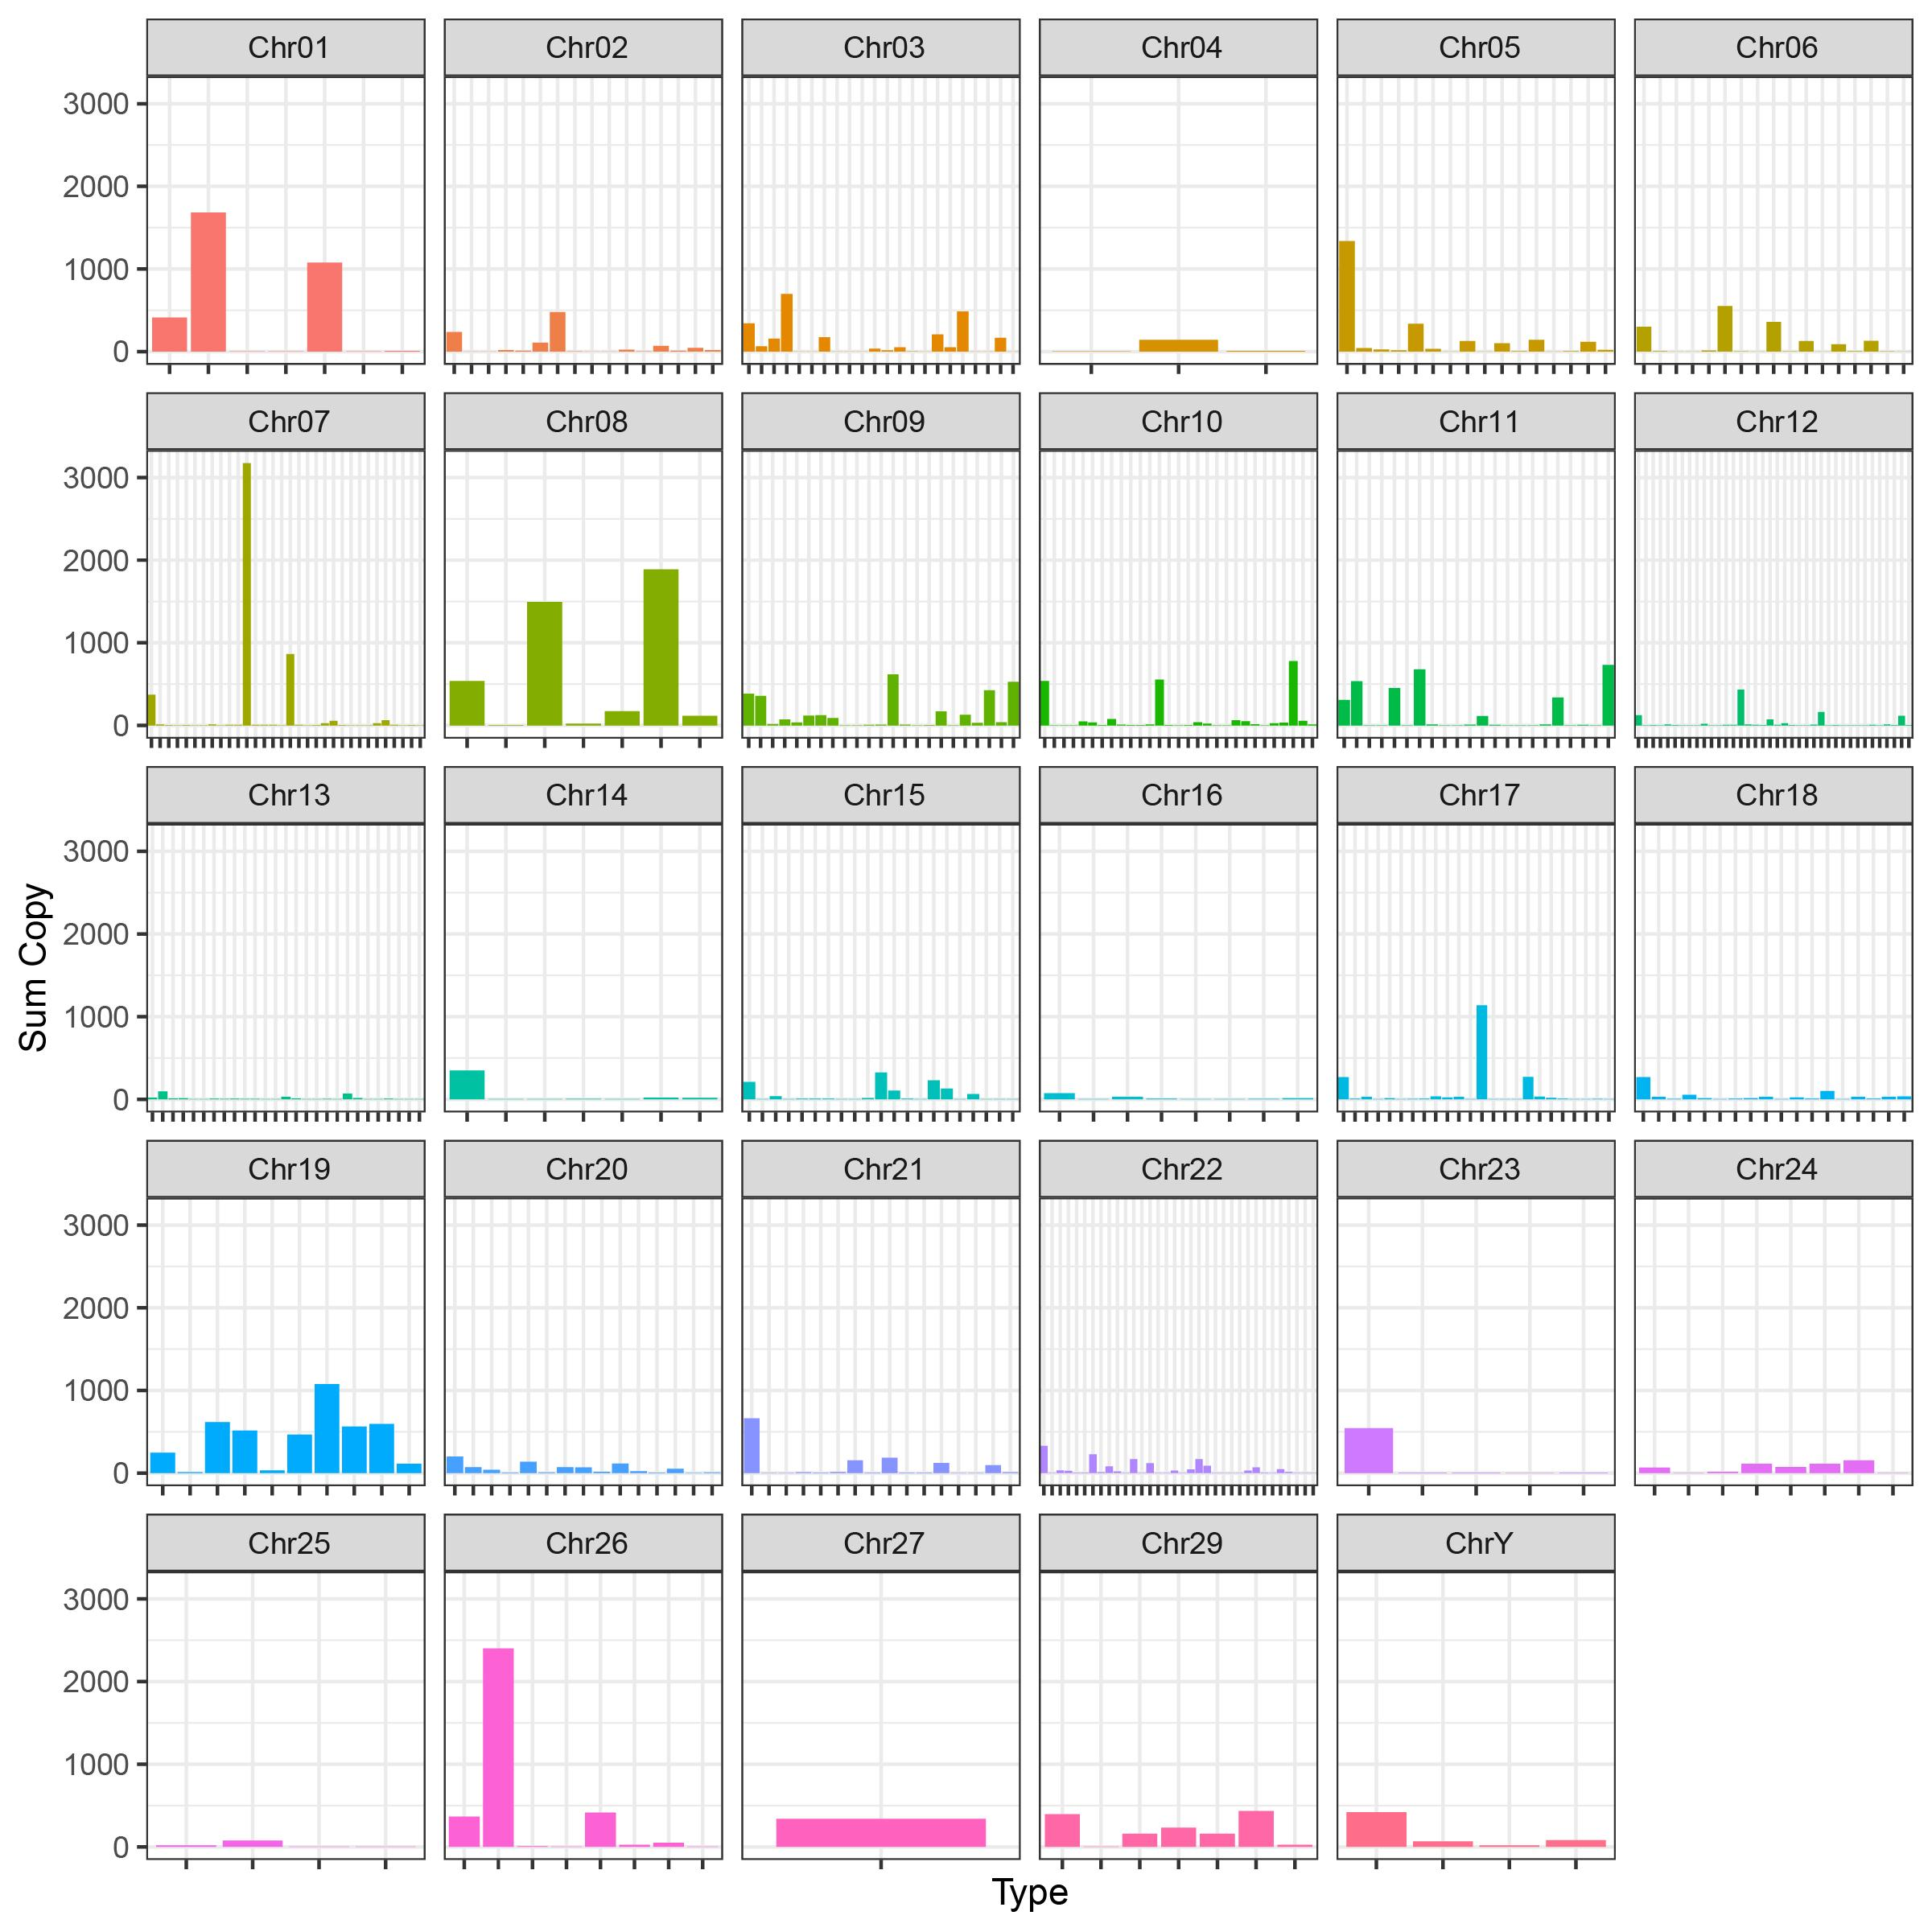 Chr01 Chr02 Chr03 Chr04 Chr05 Chr06
3000
2000
1000
0
Chr07 Chr08 Chr09 Chr10 Chr11 Chr12
3000
2000
1000
0
Chr13 Chr14 Chr15 Chr16 Chr17 Chr18
3000
2000
1000
0
Sum Copy
Chr19 Chr20 Chr21 Chr22 Chr23 Chr24
3000
2000
1000
0
Chr25 Chr26 Chr27 Chr29 ChrY
3000
2000
1000
0
Type